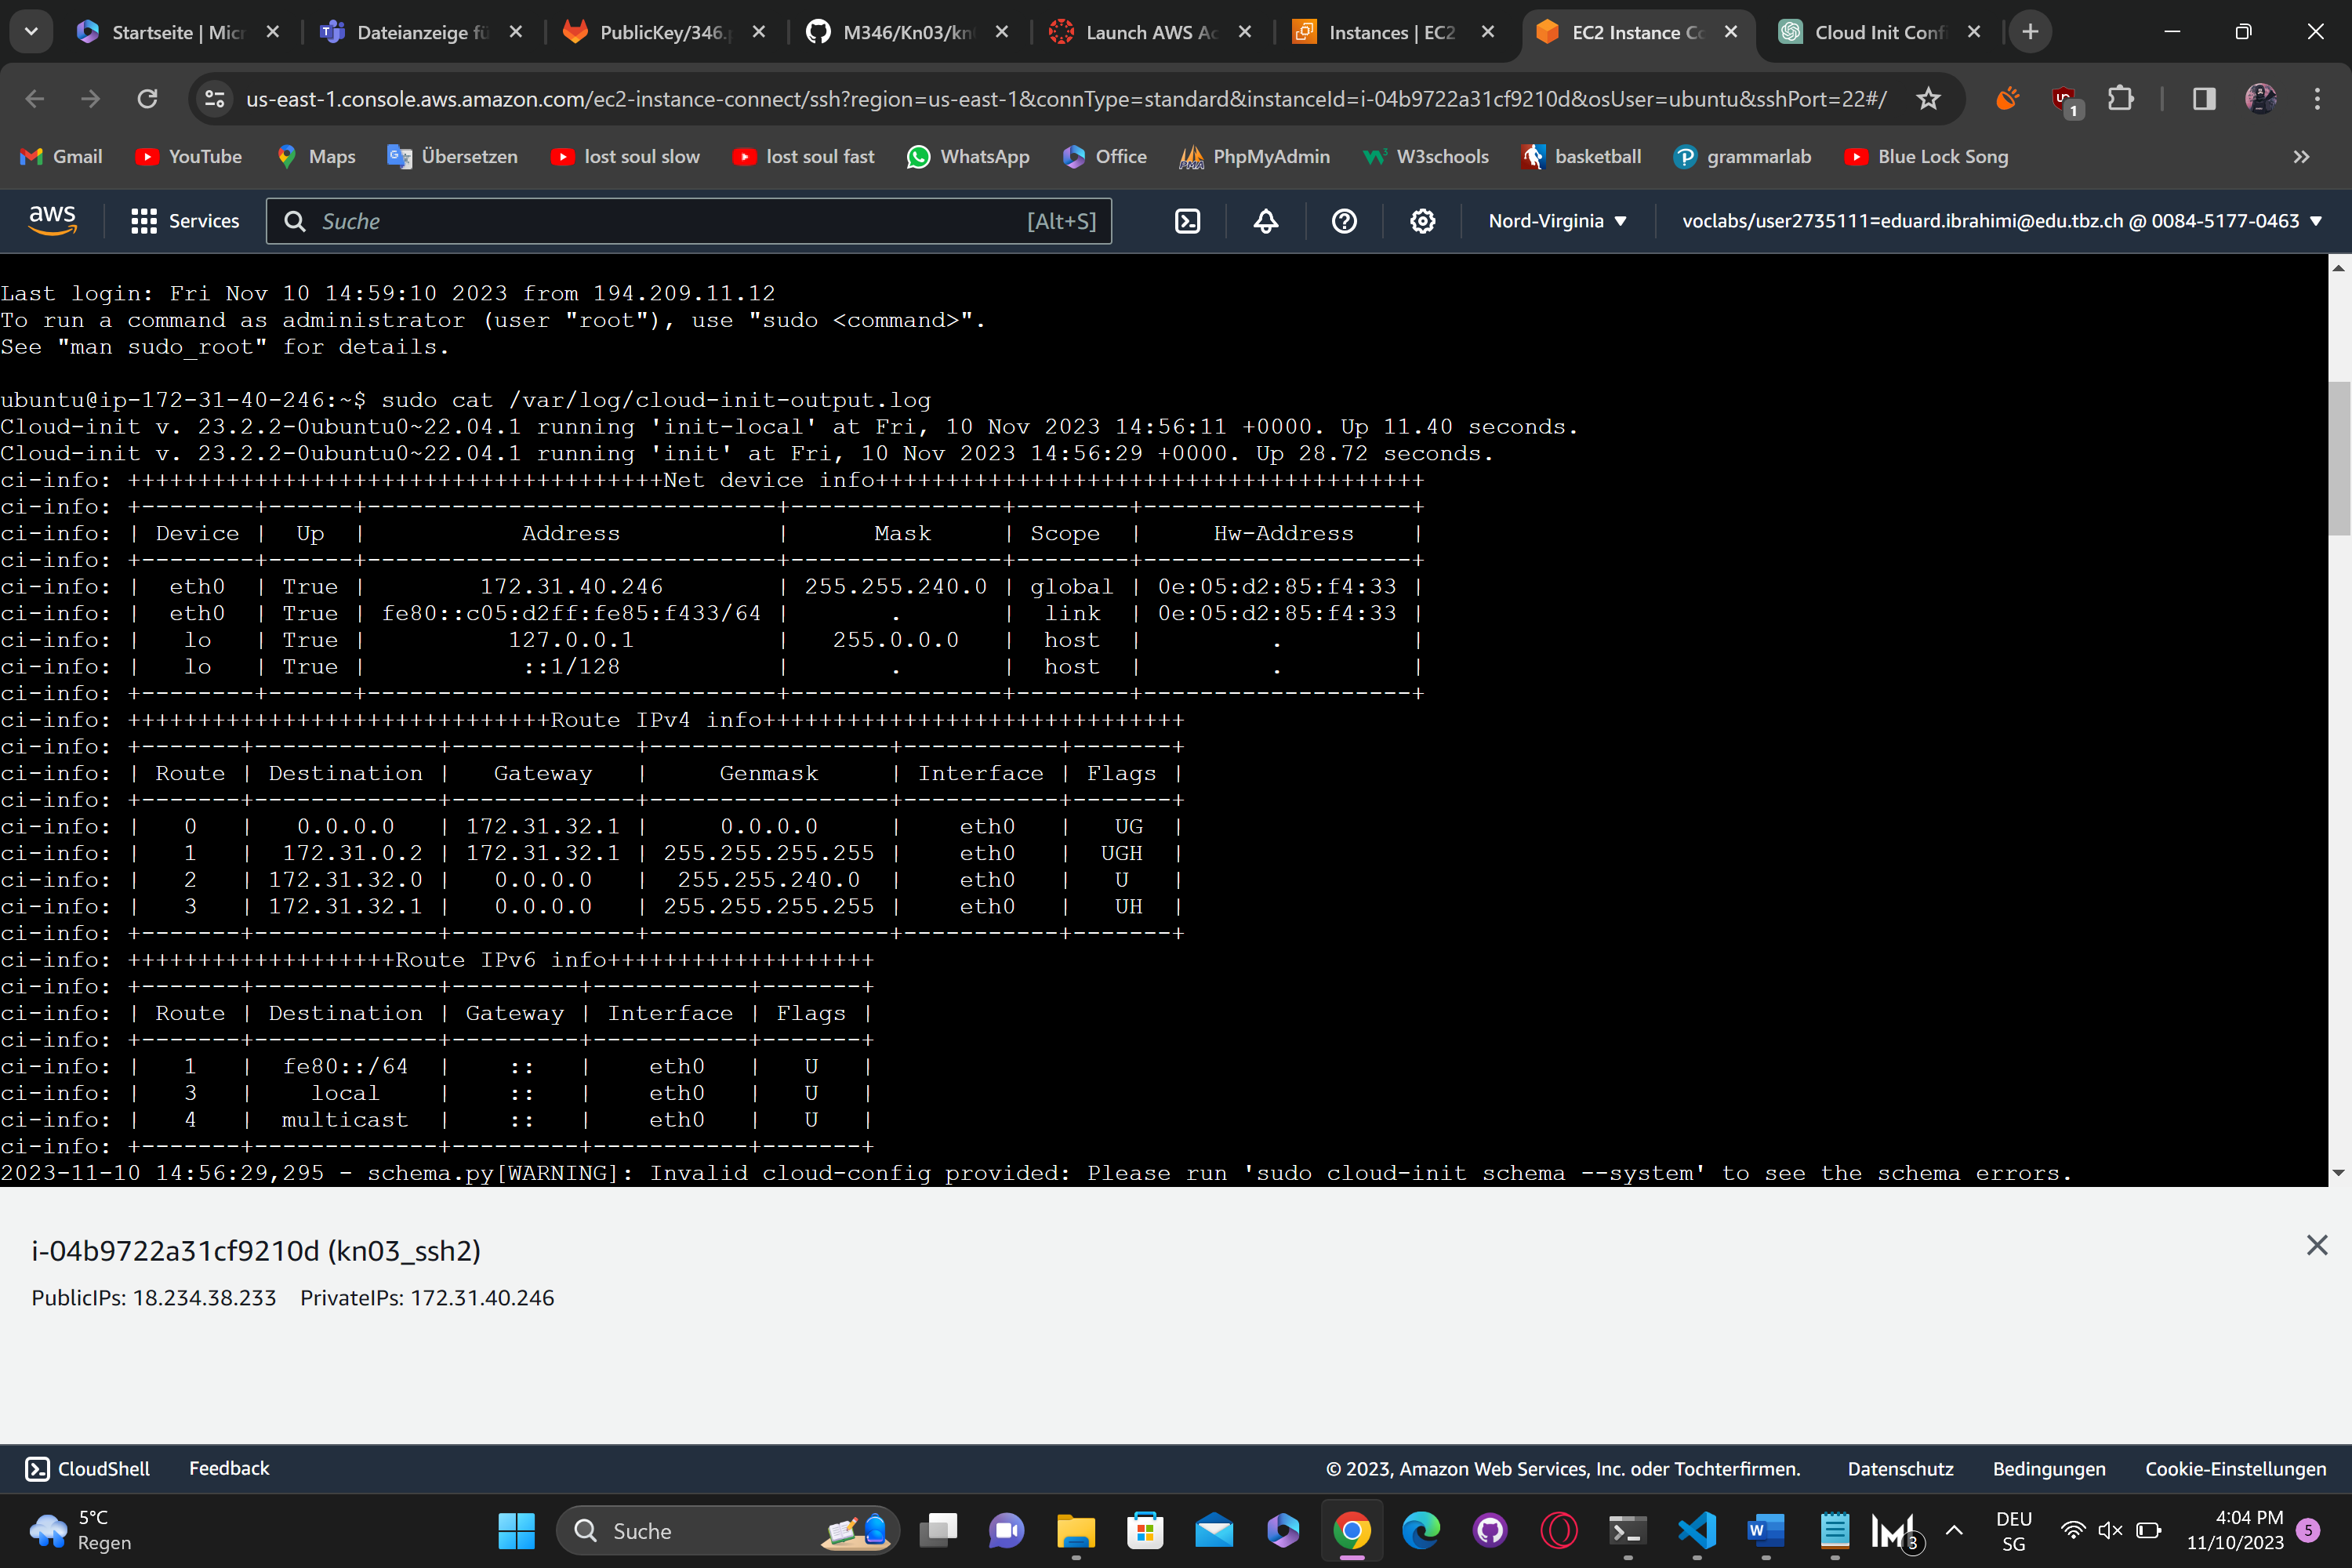 Startseite | Micr
Dateianzeige fü
PublicKey/346.p
M346/Kn03/kn
Launch AWS Ac
Instances | EC2
EC2 Instance Co
Cloud Init Confi
us-east-1.console.aws.amazon.com/ec2-instance-connect/ssh?region=us-east-1&connType=standard&instanceId=i-04b9722a31cf9210d&osUser=ubuntu&sshPort=22#/
1
Gmail YouTube Maps Übersetzen lost soul slow lost soul fast WhatsApp Office PhpMyAdmin W3schools basketball grammarlab Blue Lock Song
aws Services Suche [Alt+S] Nord-Virginia voclabs/user2735111=eduard.ibrahimi@edu.tbz.ch @ 0084-5177-0463
Last login: Fri Nov 10 14:59:10 2023 from 194.209.11.12
To run a command as administrator (user "root"), use "sudo <command>".
See "man sudo_root" for details.
ubuntu@ip-172-31-40-246:~$ sudo cat /var/log/cloud-init-output.log
Cloud-init v. 23.2.2-0ubuntu0~22.04.1 running 'init-local' at Fri, 10 Nov 2023 14:56:11 +0000. Up 11.40 seconds.
Cloud-init v. 23.2.2-0ubuntu0~22.04.1 running 'init' at Fri, 10 Nov 2023 14:56:29 +0000. Up 28.72 seconds.
ci-info: ++++++++++++++++++++++++++++++++++++++Net device info+++++++++++++++++++++++++++++++++++++++
ci-info: +--------+------+-----------------------------+---------------+--------+-------------------+
ci-info: | Device |  Up  |           Address           |      Mask     | Scope  |     Hw-Address    |
ci-info: +--------+------+-----------------------------+---------------+--------+-------------------+
ci-info: |  eth0  | True |        172.31.40.246        | 255.255.240.0 | global | 0e:05:d2:85:f4:33 |
ci-info: |  eth0  | True | fe80::c05:d2ff:fe85:f433/64 |       .       |  link  | 0e:05:d2:85:f4:33 |
ci-info: |   lo   | True |          127.0.0.1          |   255.0.0.0   |  host  |         .         |
ci-info: |   lo   | True |           ::1/128           |       .       |  host  |         .         |
ci-info: +--------+------+-----------------------------+---------------+--------+-------------------+
ci-info: ++++++++++++++++++++++++++++++Route IPv4 info++++++++++++++++++++++++++++++
ci-info: +-------+-------------+-------------+-----------------+-----------+-------+
ci-info: | Route | Destination |   Gateway   |     Genmask     | Interface | Flags |
ci-info: +-------+-------------+-------------+-----------------+-----------+-------+
ci-info: |   0   |   0.0.0.0   | 172.31.32.1 |     0.0.0.0     |    eth0   |   UG  |
ci-info: |   1   |  172.31.0.2 | 172.31.32.1 | 255.255.255.255 |    eth0   |  UGH  |
ci-info: |   2   | 172.31.32.0 |   0.0.0.0   |  255.255.240.0  |    eth0   |   U   |
ci-info: |   3   | 172.31.32.1 |   0.0.0.0   | 255.255.255.255 |    eth0   |   UH  |
ci-info: +-------+-------------+-------------+-----------------+-----------+-------+
ci-info: +++++++++++++++++++Route IPv6 info+++++++++++++++++++
ci-info: +-------+-------------+---------+-----------+-------+
ci-info: | Route | Destination | Gateway | Interface | Flags |
ci-info: +-------+-------------+---------+-----------+-------+
ci-info: |   1   |  fe80::/64  |    ::   |    eth0   |   U   |
ci-info: |   3   |    local    |    ::   |    eth0   |   U   |
ci-info: |   4   |  multicast  |    ::   |    eth0   |   U   |
ci-info: +-------+-------------+---------+-----------+-------+
2023-11-10 14:56:29,295 - schema.py[WARNING]: Invalid cloud-config provided: Please run 'sudo cloud-init schema --system' to see the schema errors.
i-04b9722a31cf9210d (kn03_ssh2)
PublicIPs: 18.234.38.233 PrivateIPs: 172.31.40.246
CloudShell Feedback © 2023, Amazon Web Services, Inc. oder Tochterfirmen. Datenschutz Bedingungen Cookie-Einstellungen
5°C
Regen
Suche
3
DEU
SG
4:04 PM
11/10/2023
5